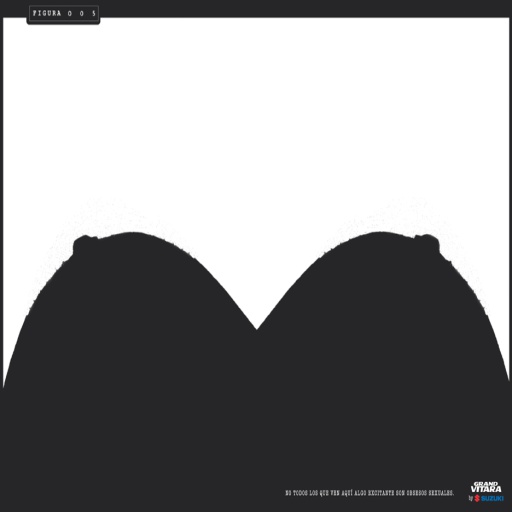 FIGURA 0 0 5
NO TODOS LOS QUE VEN AQUÍ ALGO EXCITANTE SON OBSESOS SEXUALES.
GRAND
VITARA
by SUZUKI